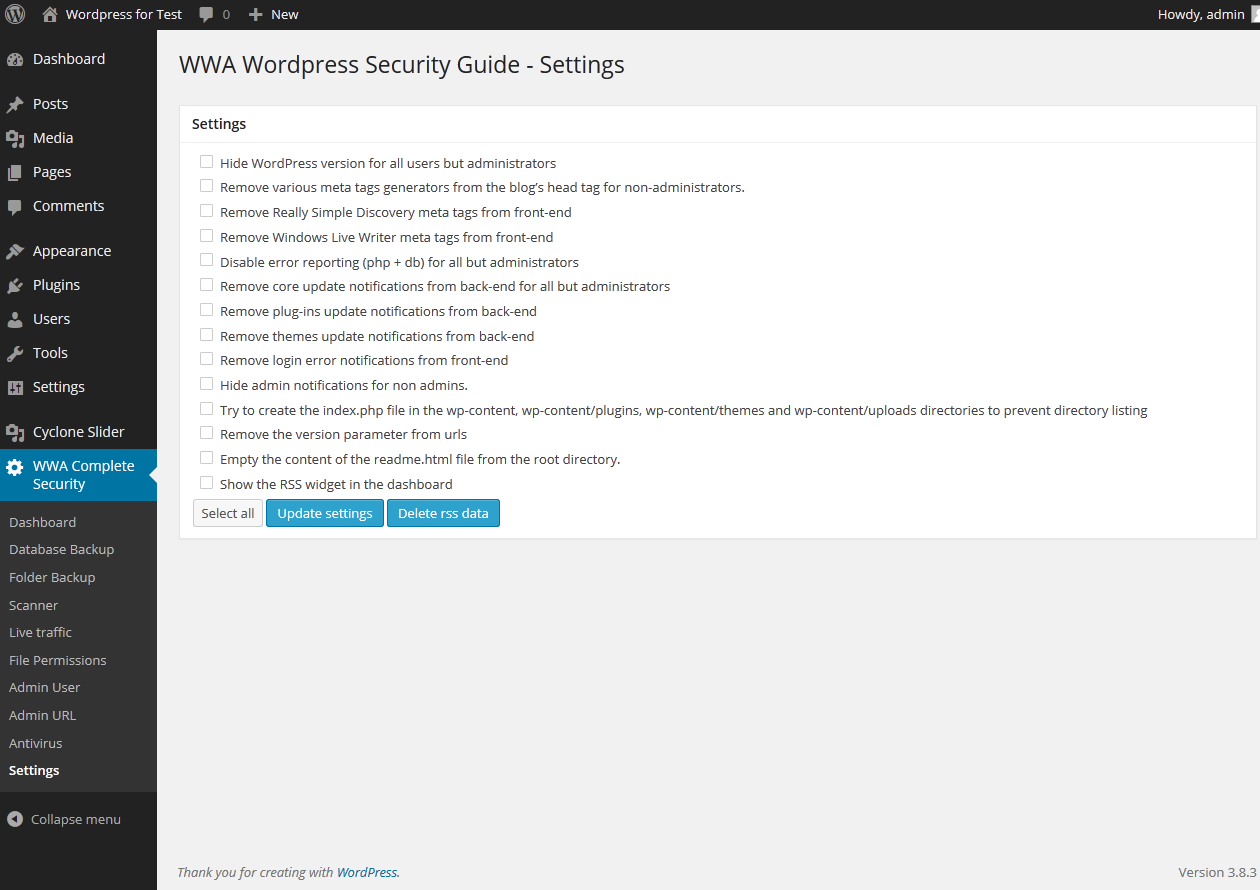 Wordpress for Test 0 New Howdy, admin
Dashboard
Posts
Media
Pages
Comments
Appearance
Plugins
Users
Tools
Settings
Cyclone Slider
WWA Complete
Security
Dashboard
Database Backup
Folder Backup
Scanner
Live traffic
File Permissions
Admin User
Admin URL
Antivirus
Settings
Collapse menu
WWA Wordpress Security Guide - Settings
Settings
Hide WordPress version for all users but administrators
Remove various meta tags generators from the blog's head tag for non-administrators.
Remove Really Simple Discovery meta tags from front-end
Remove Windows Live Writer meta tags from front-end
Disable error reporting (php + db) for all but administrators
Remove core update notifications from back-end for all but administrators
Remove plug-ins update notifications from back-end
Remove themes update notifications from back-end
Remove login error notifications from front-end
Hide admin notifications for non admins.
Try to create the index.php file in the wp-content, wp-content/plugins, wp-content/themes and wp-content/uploads directories to prevent directory listing
Remove the version parameter from urls
Empty the content of the readme.html file from the root directory.
Show the RSS widget in the dashboard
Select all Update settings Delete rss data
Thank you for creating with WordPress. Version 3.8.3